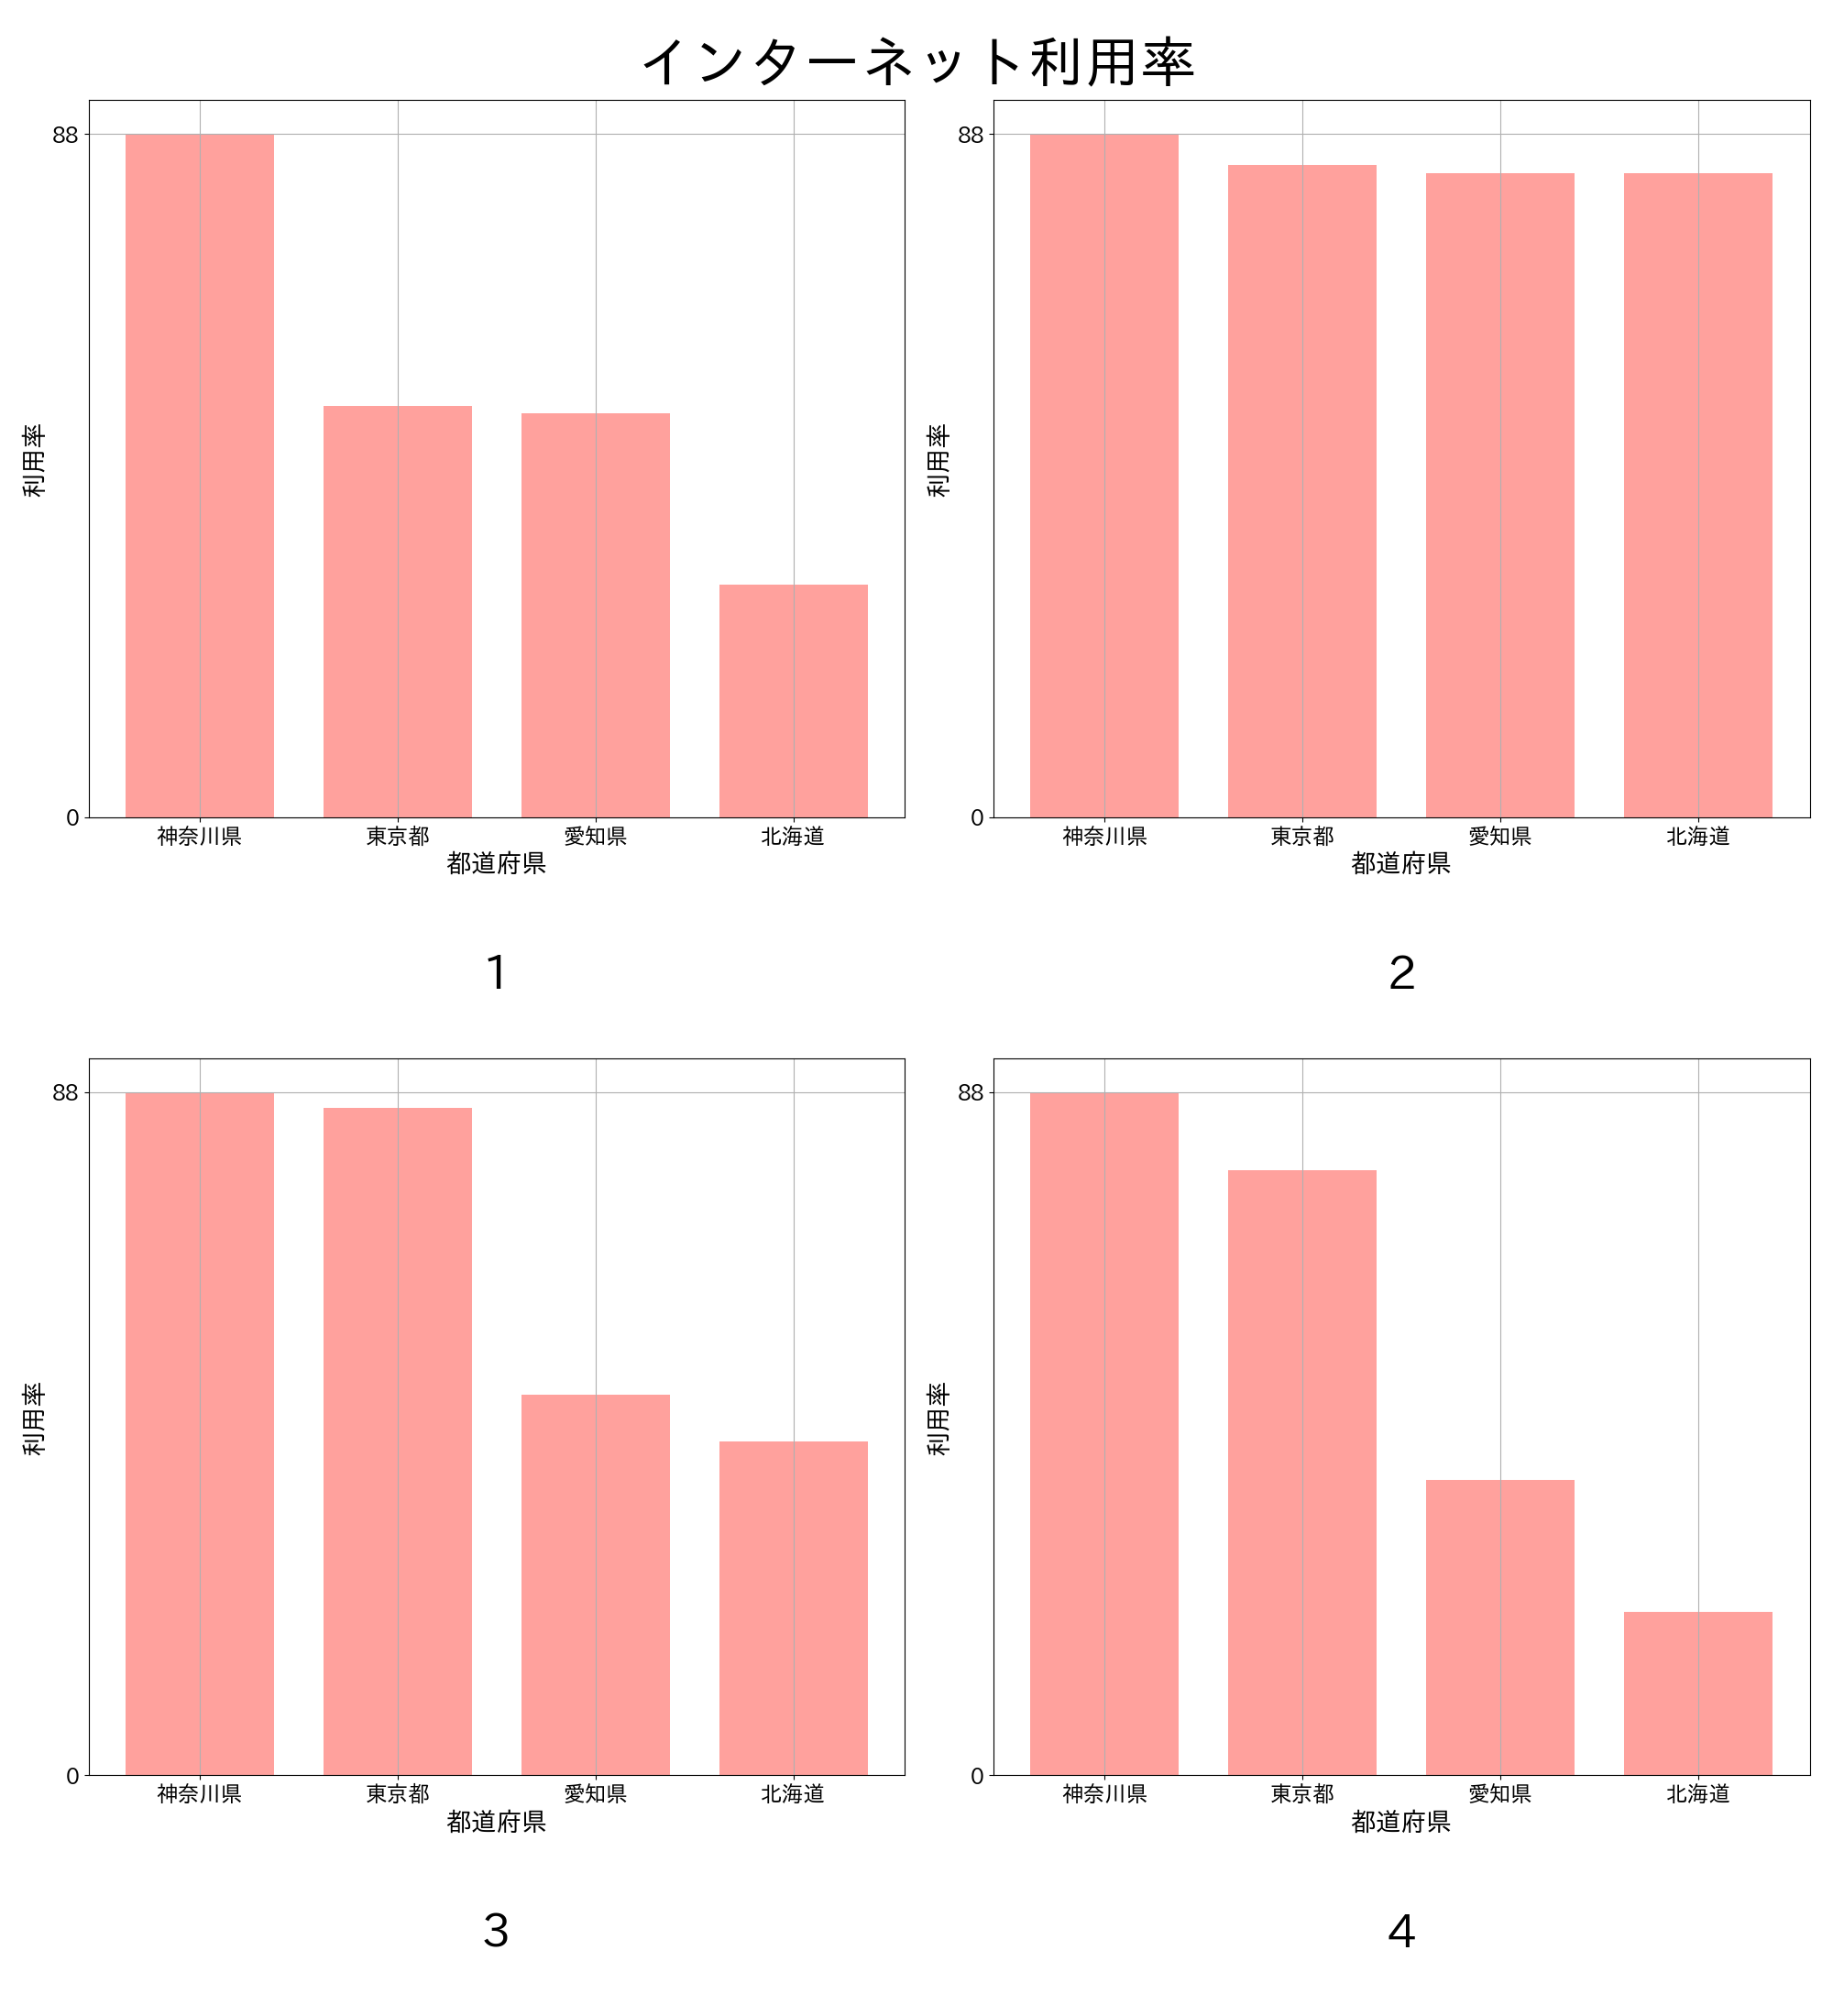 インターネット利用率
88
0
利用率
神奈川県 東京都 愛知県 北海道
都道府県
1
88
0
利用率
神奈川県 東京都 愛知県 北海道
都道府県
2
88
0
利用率
神奈川県 東京都 愛知県 北海道
都道府県
3
88
0
利用率
神奈川県 東京都 愛知県 北海道
都道府県
4